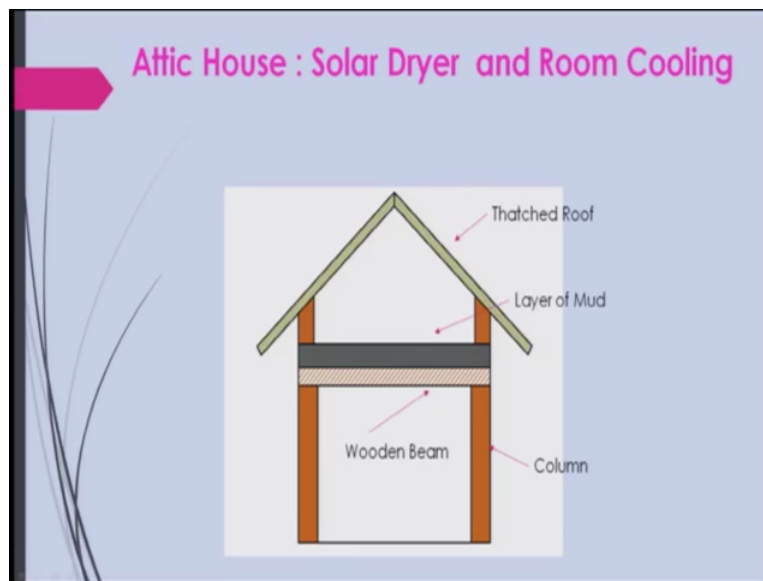 Attic House : Solar Dryer and Room Cooling
Thatched Roof
Layer of Mud
Wooden Beam
Column